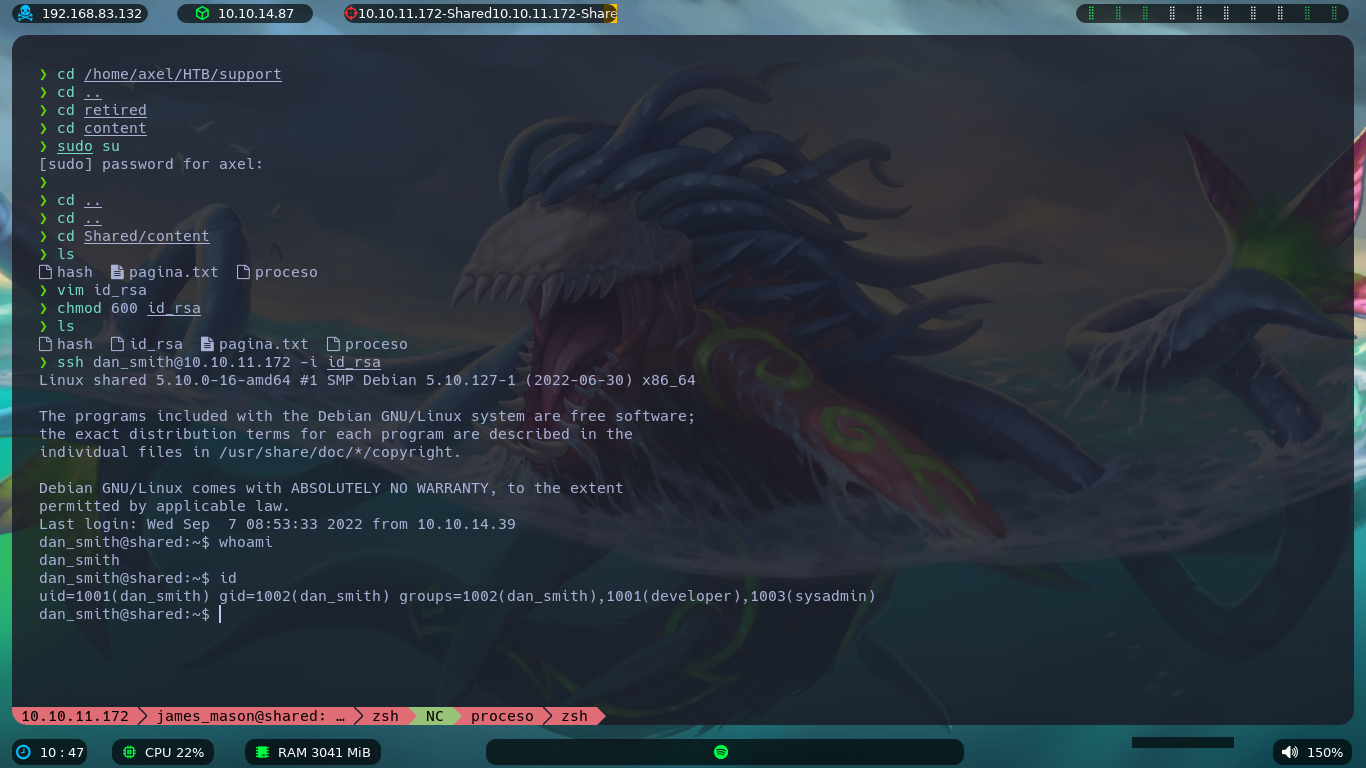 192.168.83.132 10.10.14.87 10.10.11.172-Shared10.10.11.172-Share
❯ cd /home/axel/HTB/support
❯ cd ..
❯ cd retired
❯ cd content
❯ sudo su
[sudo] password for axel:
❯
❯ cd ..
❯ cd ..
❯ cd Shared/content
❯ ls
hash pagina.txt proceso
❯ vim id_rsa
❯ chmod 600 id_rsa
❯ ls
hash id_rsa pagina.txt proceso
❯ ssh dan_smith@10.10.11.172 -i id_rsa
Linux shared 5.10.0-16-amd64 #1 SMP Debian 5.10.127-1 (2022-06-30) x86_64
The programs included with the Debian GNU/Linux system are free software;
the exact distribution terms for each program are described in the
individual files in /usr/share/doc/*/copyright.
Debian GNU/Linux comes with ABSOLUTELY NO WARRANTY, to the extent
permitted by applicable law.
Last login: Wed Sep  7 08:53:33 2022 from 10.10.14.39
dan_smith@shared:~$ whoami
dan_smith
dan_smith@shared:~$ id
uid=1001(dan_smith) gid=1002(dan_smith) groups=1002(dan_smith),1001(developer),1003(sysadmin)
dan_smith@shared:~$
10.10.11.172 james_mason@shared: … zsh NC proceso zsh
10 : 47 CPU 22% RAM 3041 MiB 150%